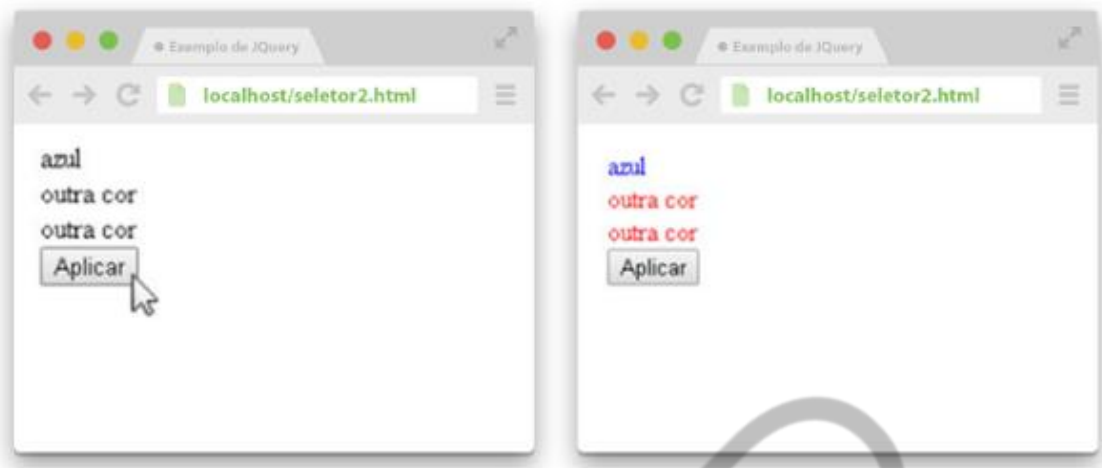 Exemplo de JQuery
localhost/seletor2.html
azul
outra cor
outra cor
Aplicar
Exemplo de JQuery
localhost/seletor2.html
azul
outra cor
outra cor
Aplicar